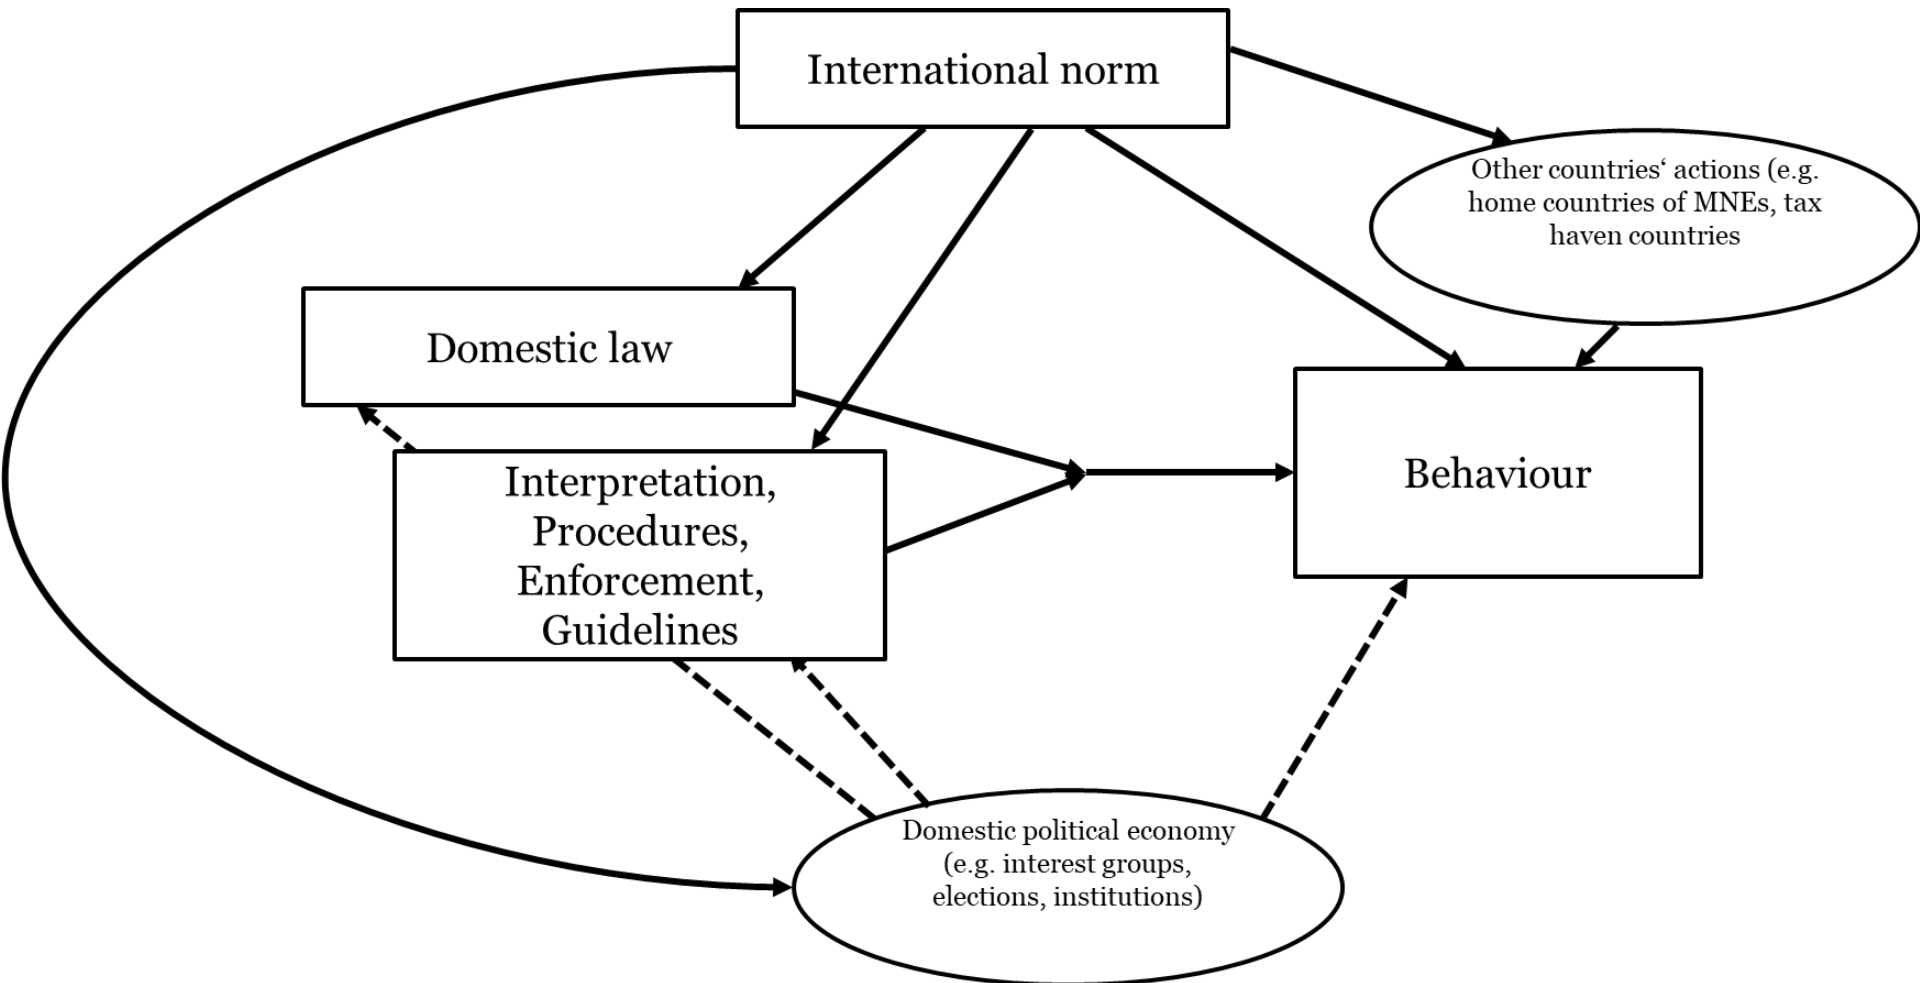 International norm
Other countries‘ actions (e.g.
home countries of MNEs, tax
haven countries
Domestic law
Interpretation,
Procedures,
Enforcement,
Guidelines
Behaviour
Domestic political economy
(e.g. interest groups,
elections, institutions)